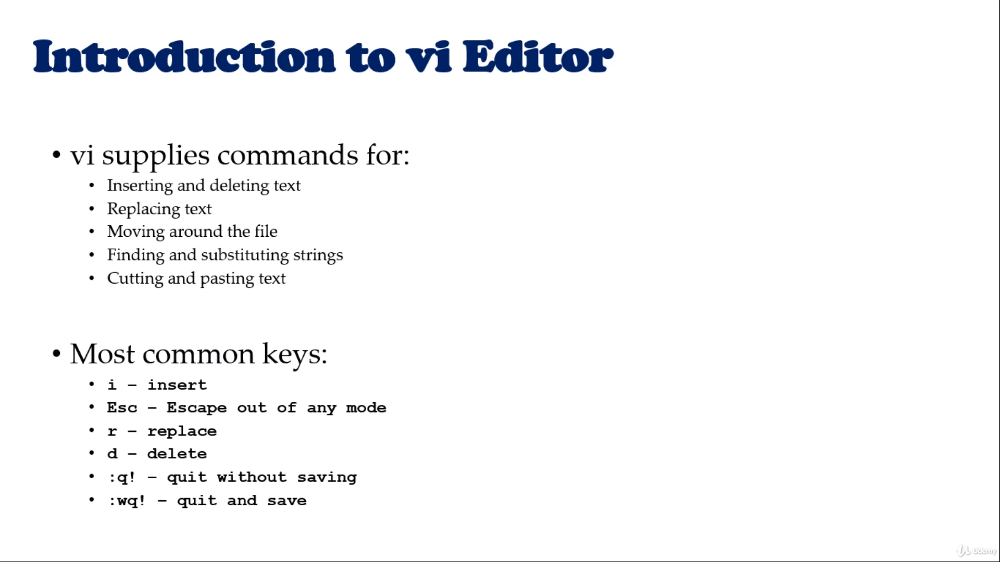 Introduction to vi Editor
• vi supplies commands for:
• Inserting and deleting text
• Replacing text
• Moving around the file
• Finding and substituting strings
• Cutting and pasting text
• Most common keys:
• i – insert
• Esc – Escape out of any mode
• r – replace
• d – delete
• :q! – quit without saving
• :wq! – quit and save
Udemy